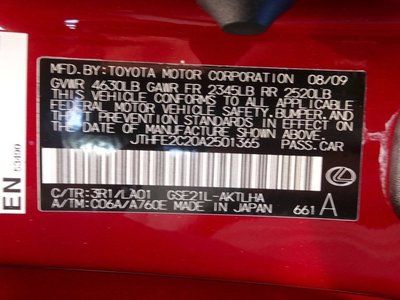 MFD. BY: TOYOTA MOTOR CORPORATION 08/09
GVWR 4630LB GAWR FR 2345LB RR 2520LB
THIS VEHICLE CONFORMS TO ALL APPLICABLE
FEDERAL MOTOR VEHICLE SAFETY, BUMPER, AND
THEFT PREVENTION STANDARDS IN EFFECT ON
THE DATE OF MANUFACTURE SHOWN ABOVE.
JTHFE2C20A2501365 PASS.CAR
C/TR: 3R1/LA01 GSE21L-AKTLHA
A/TM: C06A/A760E MADE IN JAPAN 661 A
EN
53490